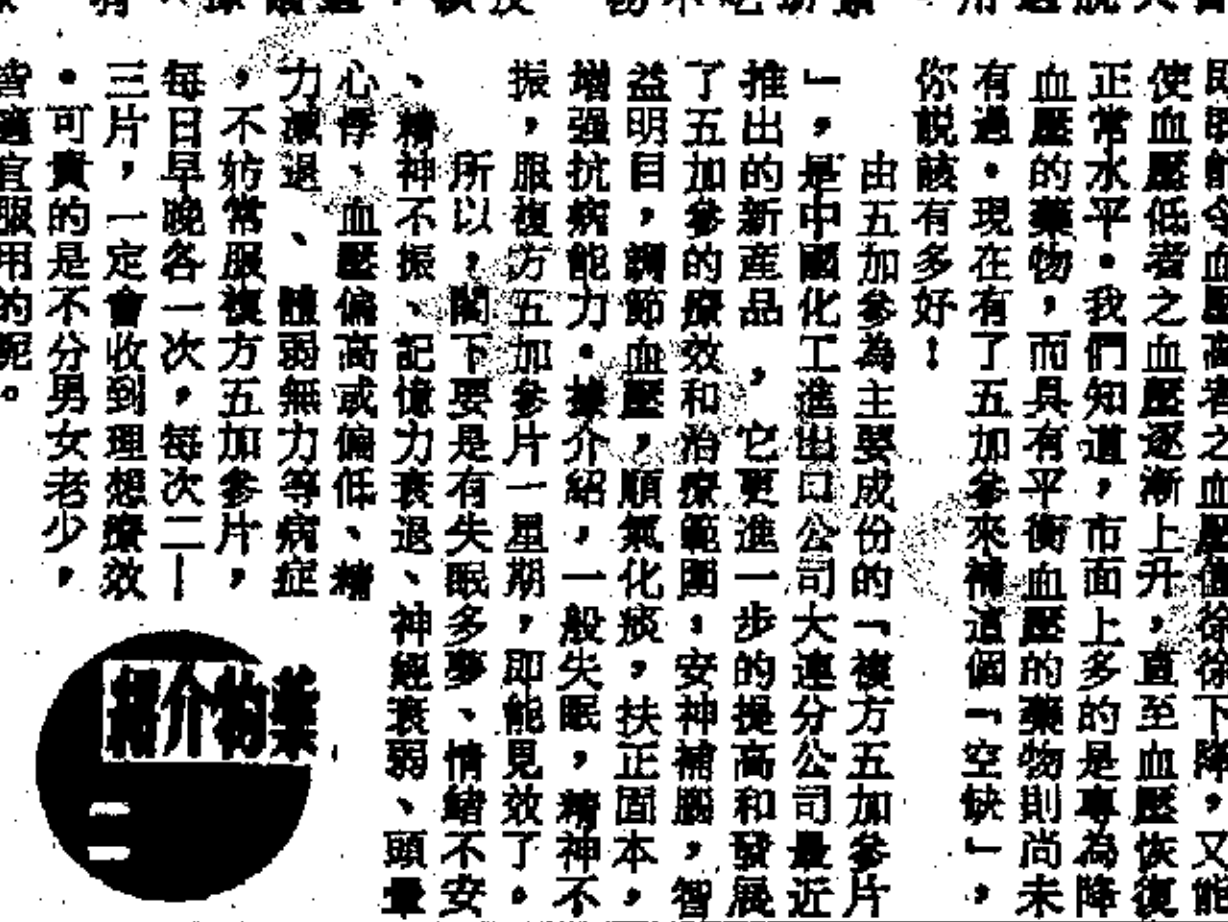 既能令血壓高者之血壓值徐徐下降，又能
使血壓低者之血壓逐漸上升，直至血壓恢復
正常水平。我們知道，市面上多的是專為降
血壓的藥物，而具有平衡血壓的藥物則尚未
有過。現在有了五加參來補這個「空缺」，
你說該有多好！
由五加參為主要成份的「複方五加參片
」，是中國化工進出口公司大連分公司最近
推出的新産品，它更進一步的提高和發展
了五加參的療效和治療範圍：安神補腦，智
益明目，調節血壓，順氣化痰，扶正固本，
增强抗病能力。據介紹，一般失眠，精神不
振，服複方五加參片一星期，即能見效了。
所以，閣下要是有失眠多夢、情緒不安
、精神不振、記憶力衰退、神經衰弱、頭暈
心悸、血壓偏高或偏低、精
力減退、體弱無力等病症
，不妨常服複方五加參片，
每日早晚各一次，每次二—
三片，一定會收到理想療效
。可貴的是不分男女老少，
皆適宜服用的呢。
藥物介紹
二